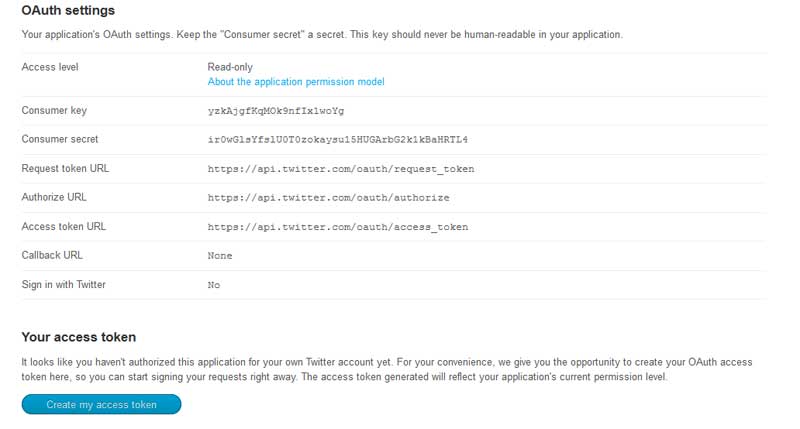 OAuth settings
Your application's OAuth settings. Keep the "Consumer secret" a secret. This key should never be human-readable in your application.
Access level Read-only
About the application permission model
Consumer key
Consumer secret
Request token URL https://api.twitter.com/oauth/request_token
Authorize URL https://api.twitter.com/oauth/authorize
Access token URL https://api.twitter.com/oauth/access_token
Callback URL None
Sign in with Twitter No
Your access token
It looks like you haven't authorized this application for your own Twitter account yet. For your convenience, we give you the opportunity to create your OAuth access
token here, so you can start signing your requests right away. The access token generated will reflect your application's current permission level.
Create my access token